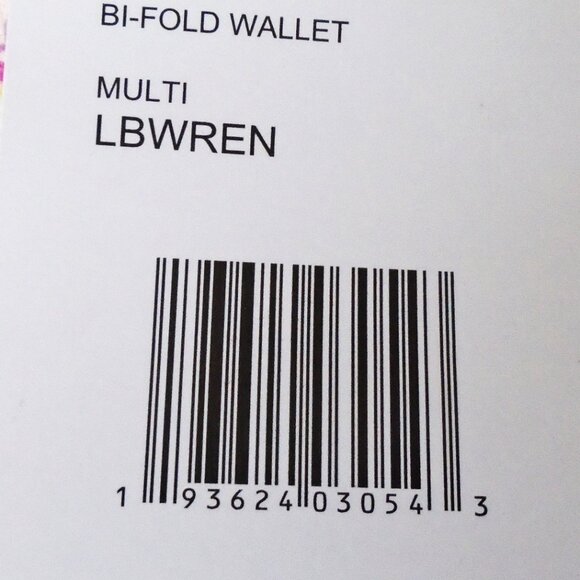 BI-FOLD WALLET
MULTI
LBWREN
1 93624 03054 3